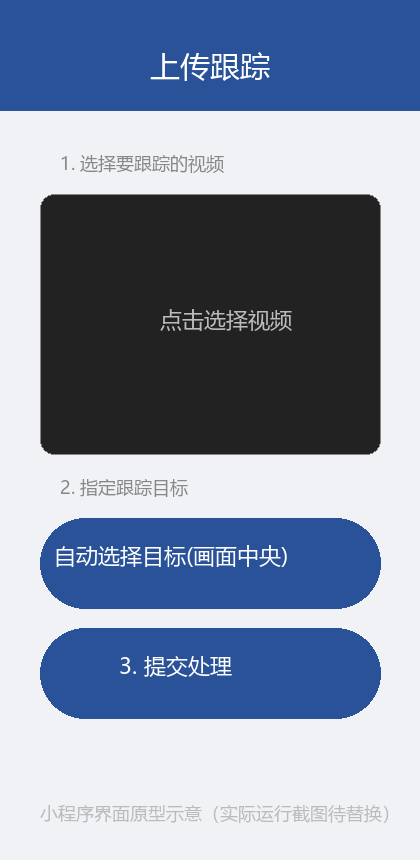 上传跟踪
1. 选择要跟踪的视频
点击选择视频
2. 指定跟踪目标
自动选择目标(画面中央)
3. 提交处理
小程序界面原型示意（实际运行截图待替换）